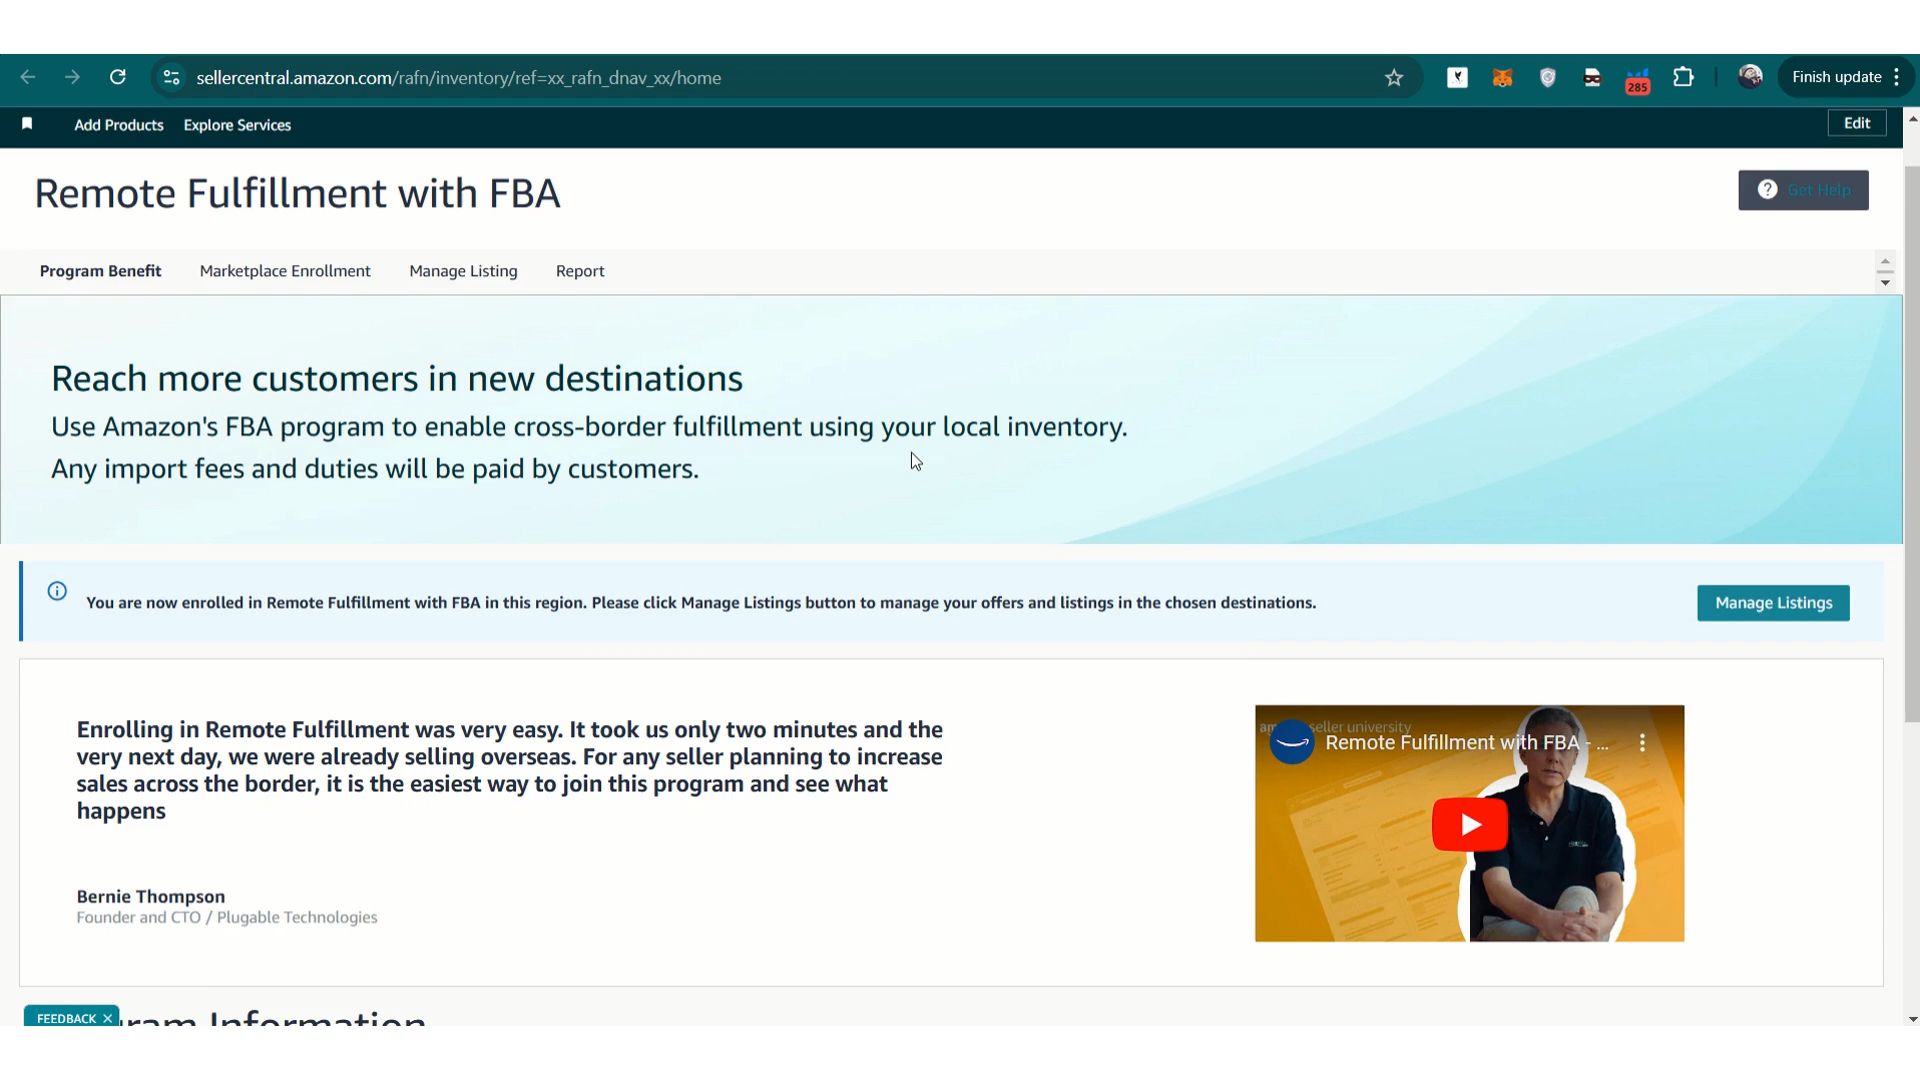 sellercentral.amazon.com/rafn/inventory/ref=xx_rafn_dnav_xx/home
285
Finish update
Add Products
Explore Services
Edit
Remote Fulfillment with FBA
Get Help
Program Benefit
Marketplace Enrollment
Manage Listing
Report
Reach more customers in new destinations
Use Amazon's FBA program to enable cross-border fulfillment using your local inventory.
Any import fees and duties will be paid by customers.
You are now enrolled in Remote Fulfillment with FBA in this region. Please click Manage Listings button to manage your offers and listings in the chosen destinations.
Manage Listings
Enrolling in Remote Fulfillment was very easy. It took us only two minutes and the
very next day, we were already selling overseas. For any seller planning to increase
sales across the border, it is the easiest way to join this program and see what
happens
Bernie Thompson
Founder and CTO / Plugable Technologies
seller university
Remote Fulfillment with FBA - ...
FEEDBACK
Information